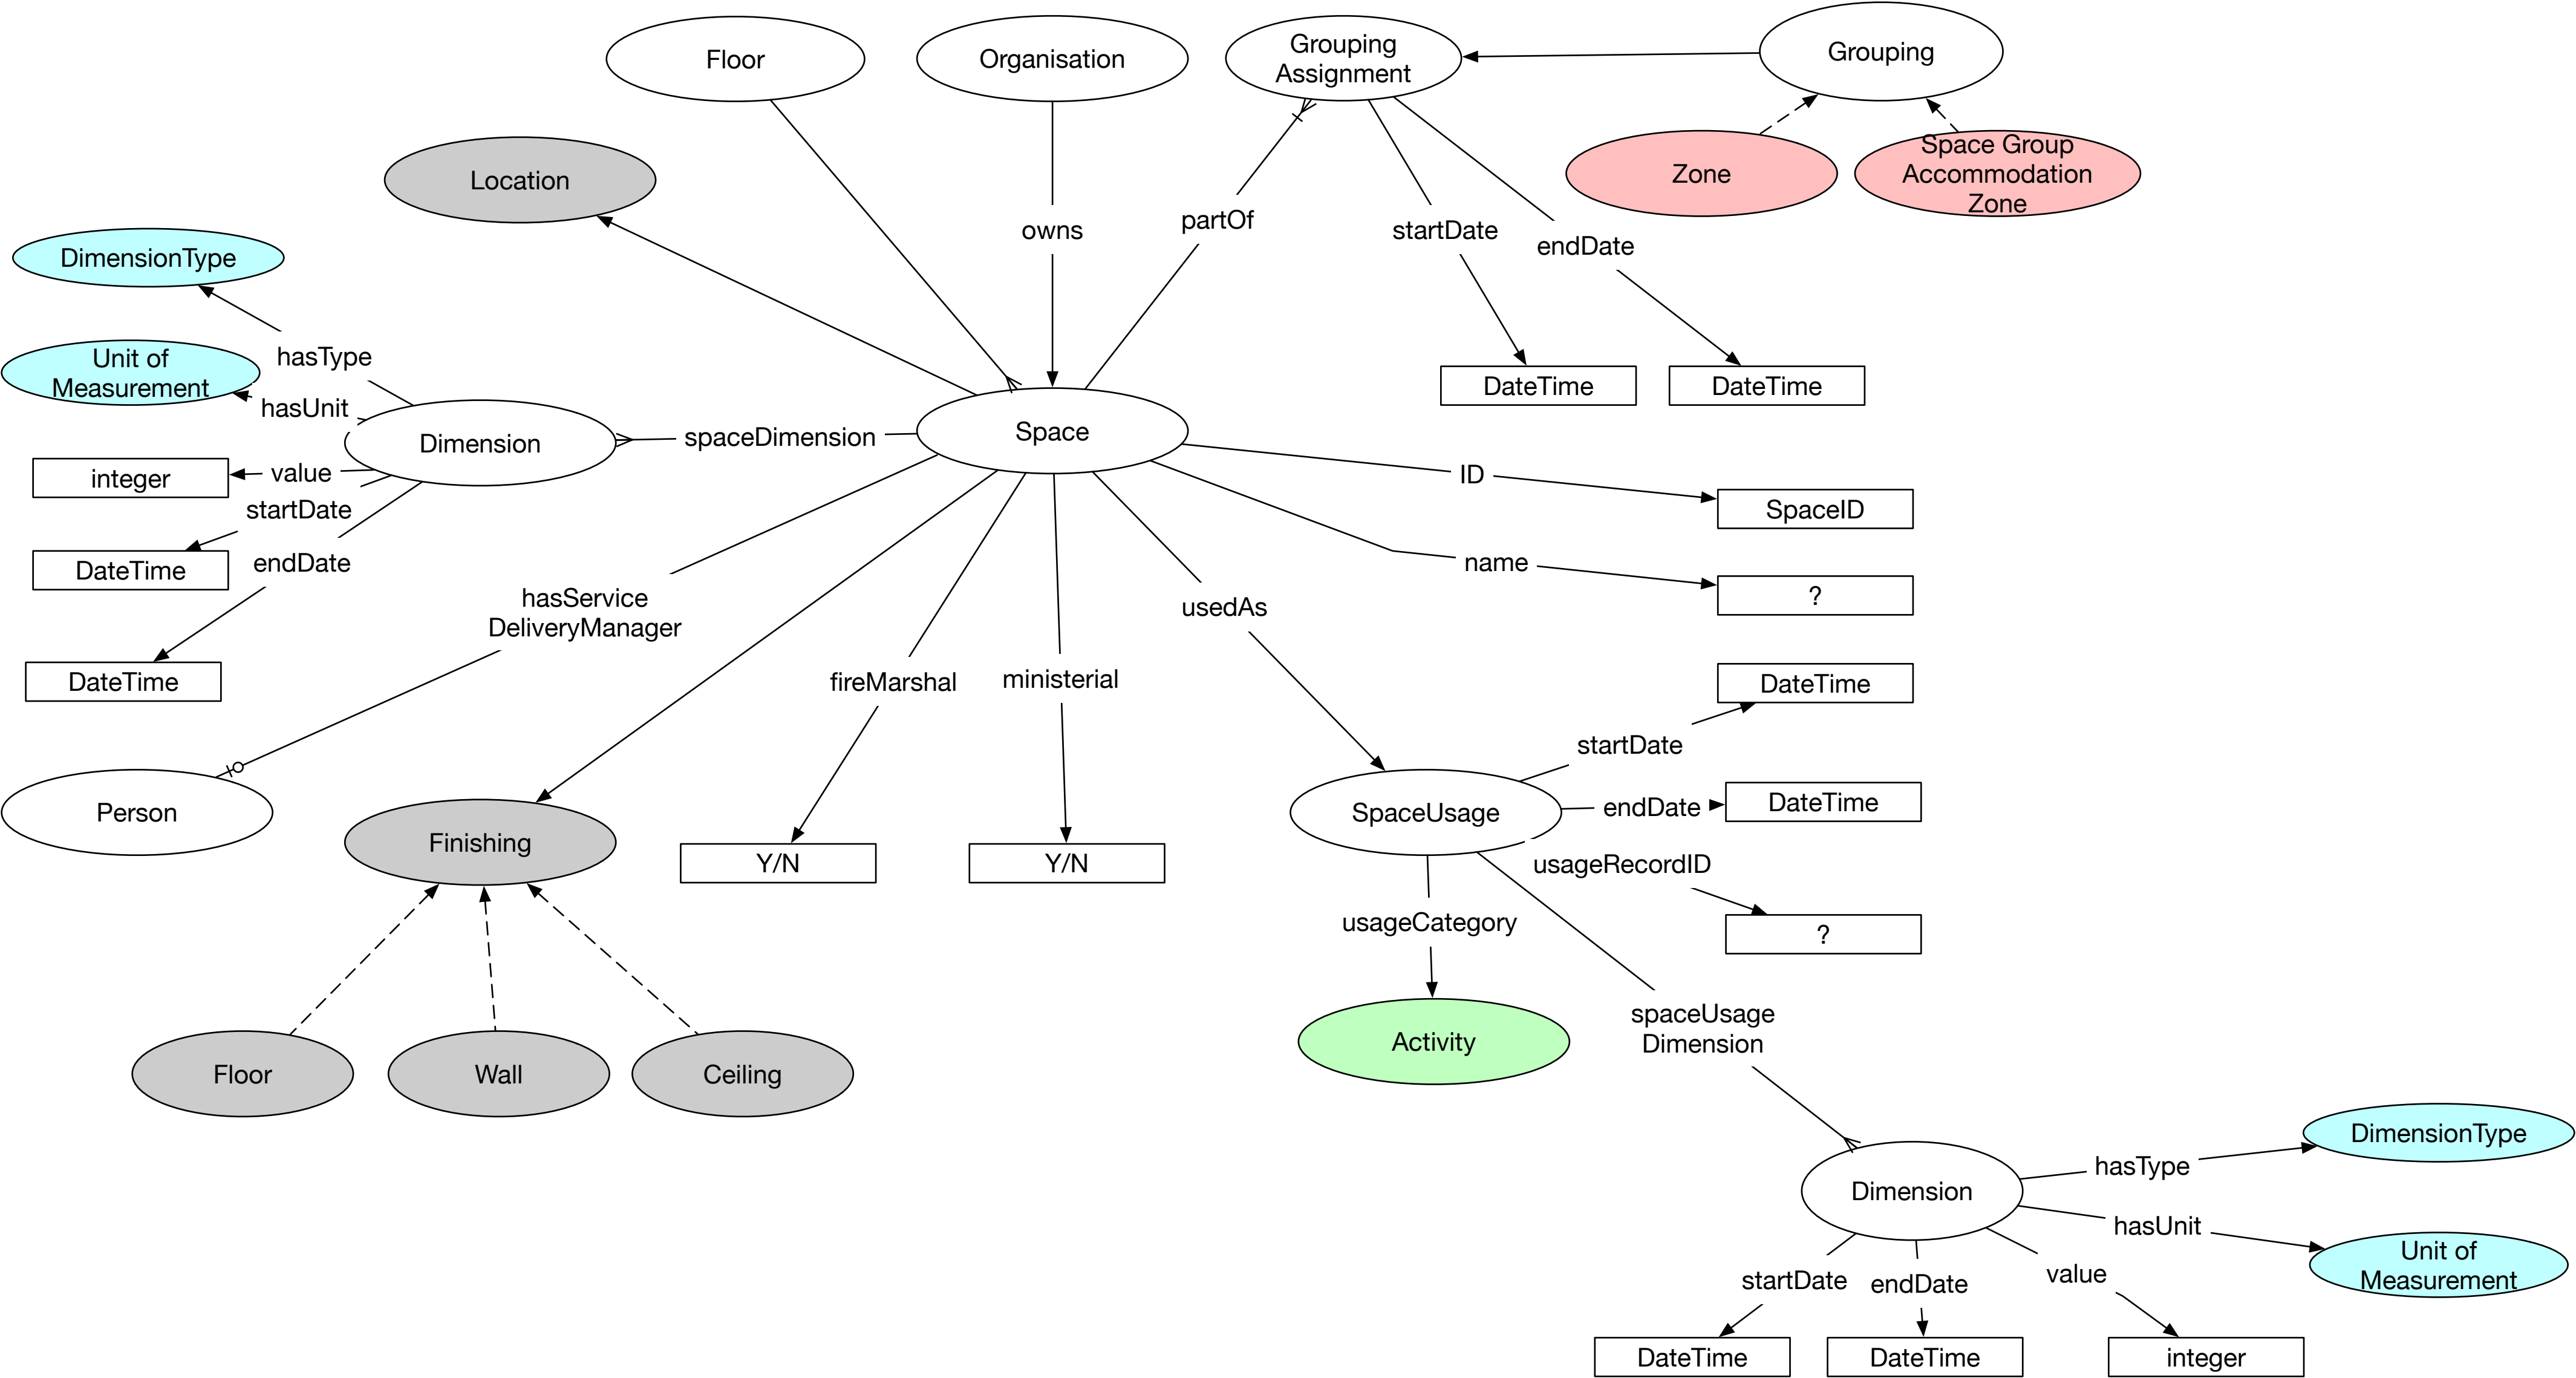 Floor
Organisation
Grouping
Assignment
Grouping
Location
Zone
Space Group
Accommodation
Zone
DimensionType
owns
partOf
startDate
endDate
Unit of
Measurement
hasType
hasUnit
DateTime
DateTime
Dimension
spaceDimension
Space
integer
value
ID
SpaceID
startDate
DateTime
endDate
name
?
hasService
DeliveryManager
usedAs
DateTime
fireMarshal
ministerial
DateTime
startDate
Person
Finishing
Y/N
Y/N
SpaceUsage
endDate
DateTime
usageRecordID
?
usageCategory
Activity
spaceUsage
Dimension
Floor
Wall
Ceiling
DimensionType
hasType
Dimension
hasUnit
Unit of
Measurement
startDate
endDate
value
DateTime
DateTime
integer